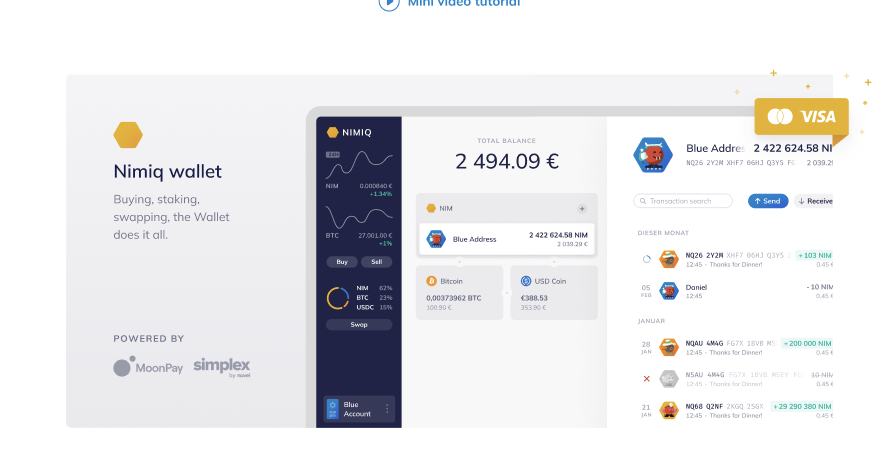 Mini video tutorial
VISA
Nimiq wallet
Buying, staking,
swapping, the Wallet
does it all.
POWERED BY
MoonPay
simplex
by nuvei
NIMIQ
24H
NIM 0.000840 €
+1.34%
BTC 27,001.00 €
+1%
Buy Sell
NIM 62%
BTC 23%
USDC 15%
Swap
Blue
Account
TOTAL BALANCE
2 494.09 €
NIM
Blue Address 2 422 624.58 NIM
2 039.29 €
Bitcoin
0,00373962 BTC
100.96 €
USD Coin
€388.53
353.90 €
Blue Addres 2 422 624.58 NI
NQ26 2Y2M XHF7 06HJ Q3YS 2 039.2
Transaction search Send Receive
DIESER MONAT
NQ26 2Y2M XHF7 06HJ Q3YS +103 NIM
12:45 · Thanks for Dinner! 0.45 €
05 FEB
Daniel - 10 NIM
12:45 0.45 €
JANUAR
28 JAN
NQAU 4M4G FG7X 18VB +200 000 NIM
12:45 · Thanks for Dinner! 0.45 €
N5AU 4M4G FG7X 18VB M5EY 10 NIM
12:45 · Thanks for Dinner! 0.45 €
21 JAN
NQ68 Q2NF 2KGQ 25GX +29 290 380 NIM
12:45 · Thanks for Dinner! 0.45 €